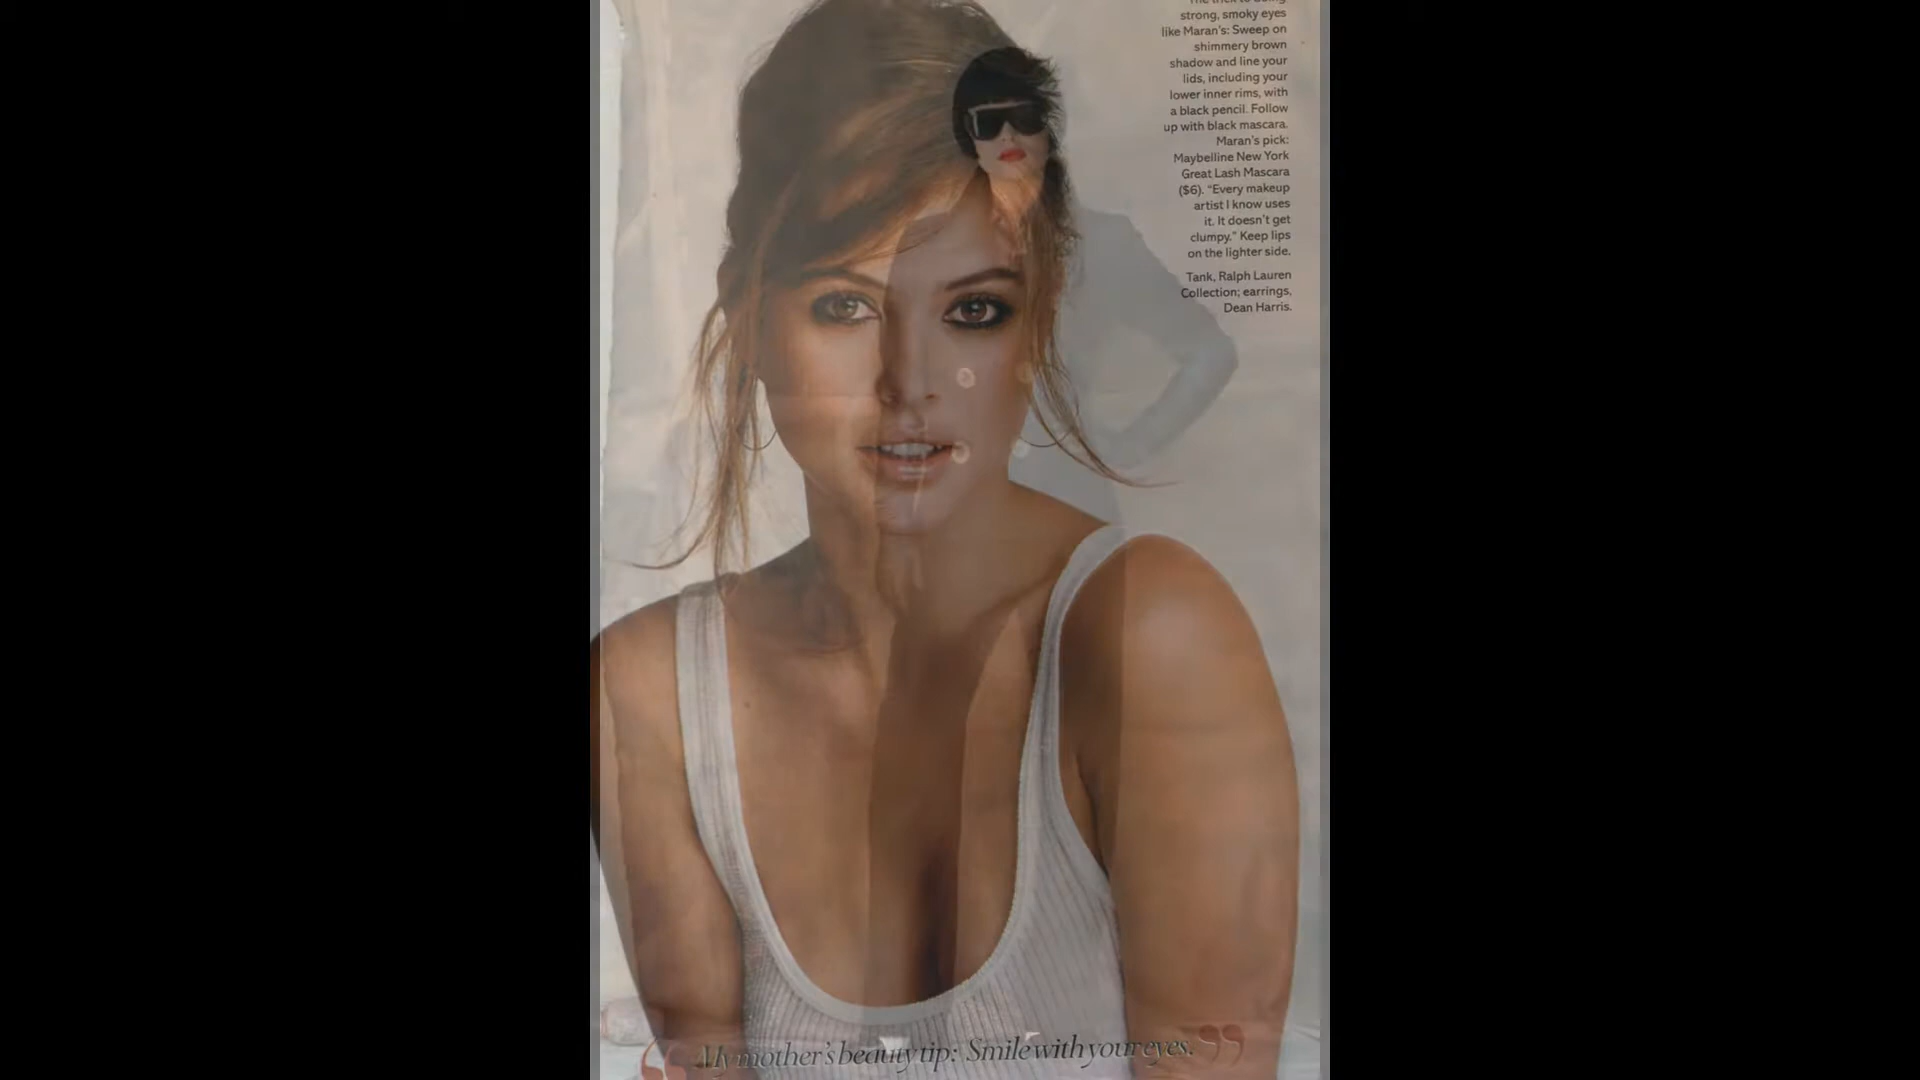 strong, smoky eyes
like Maran's: Sweep on
shimmery brown
shadow and line your
lids, including your
lower inner rims, with
a black pencil. Follow
up with black mascara.
Maran's pick:
Maybelline New York
Great Lash Mascara
($6). “Every makeup
artist I know uses
it. It doesn't get
clumpy.” Keep lips
on the lighter side.
Tank, Ralph Lauren
Collection; earrings,
Dean Harris.
“My mother's beauty tip: Smile with your eyes.”